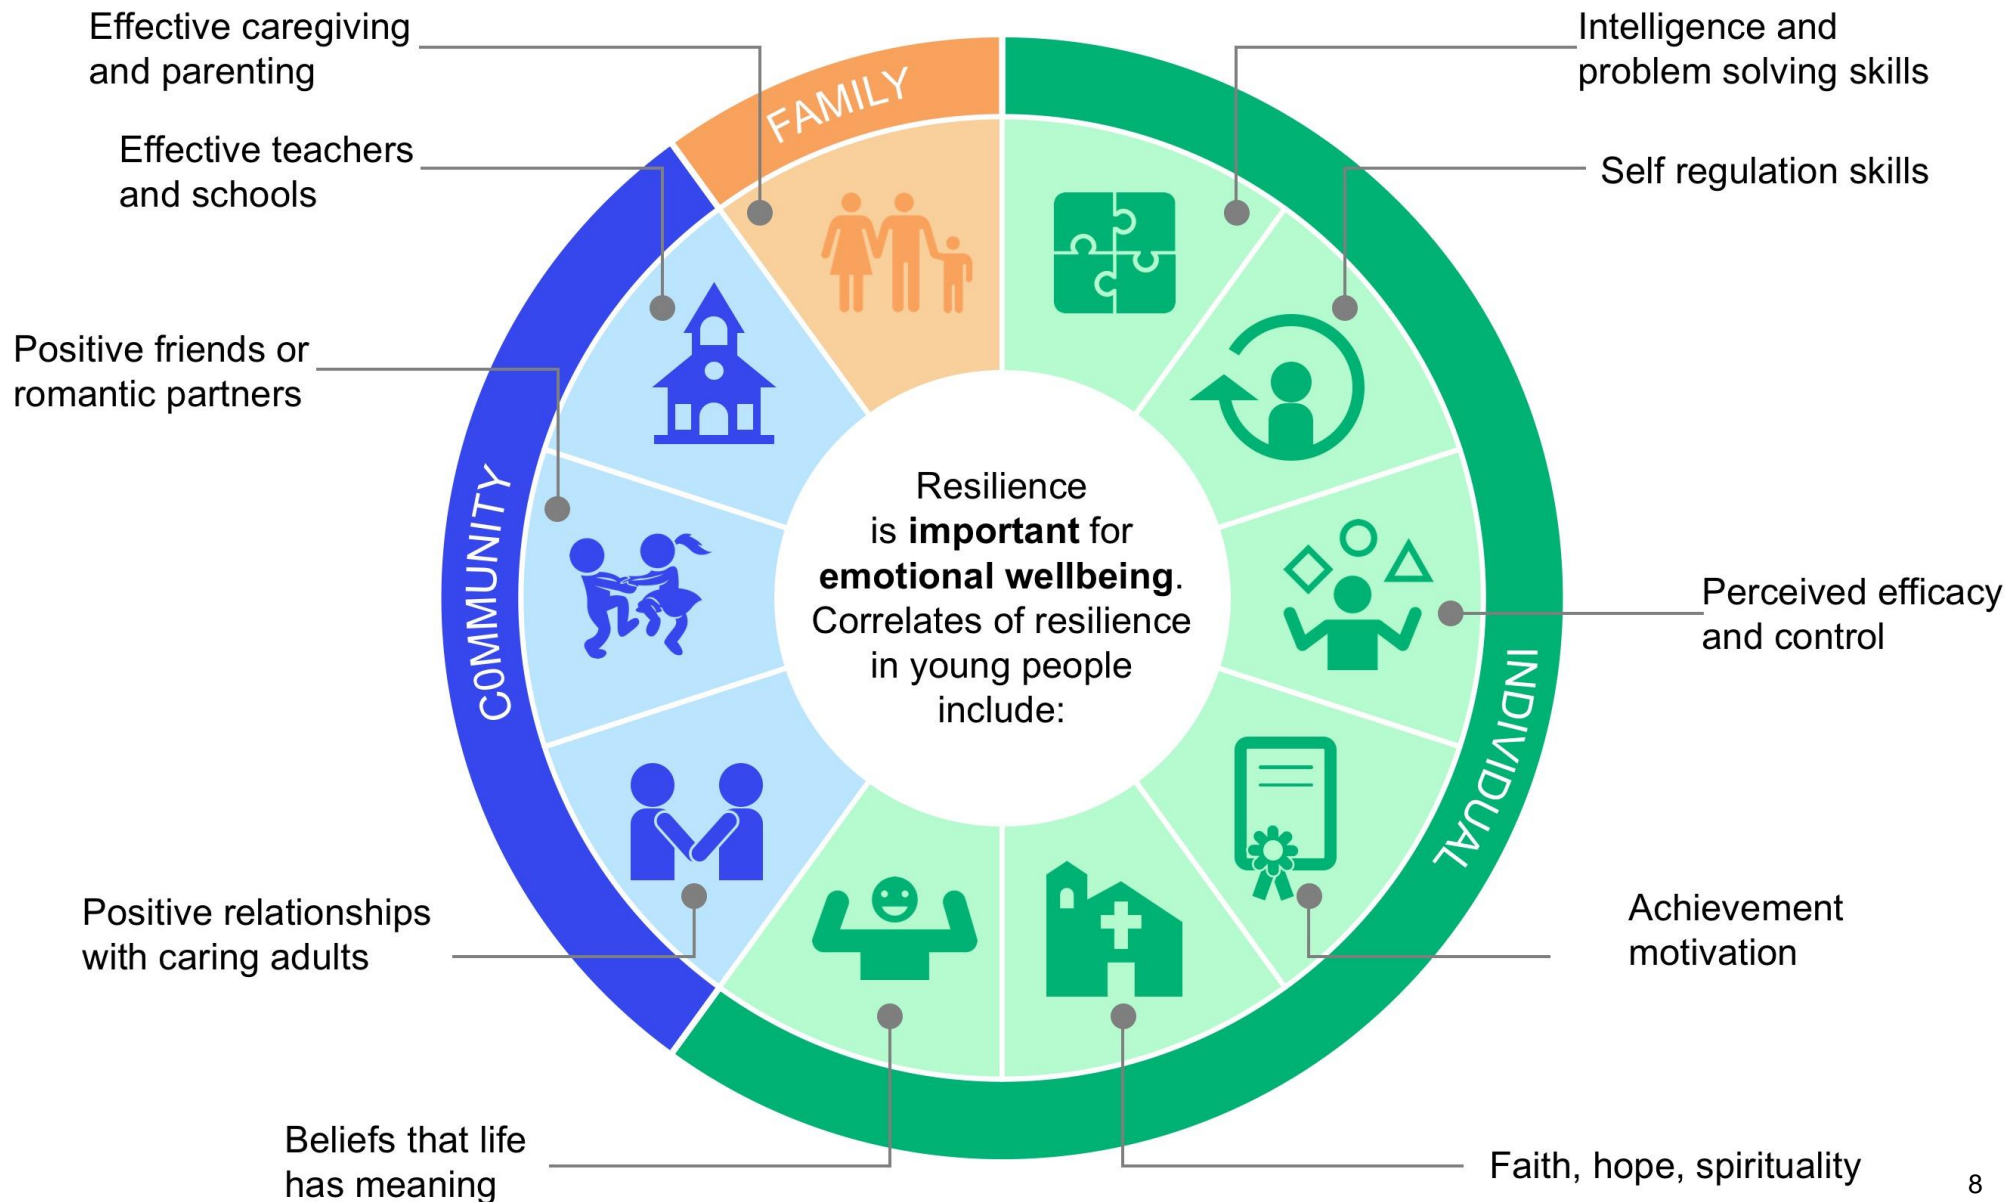 Effective caregiving
and parenting
Intelligence and
problem solving skills
FAMILY
Effective teachers
and schools
Self regulation skills
Positive friends or
romantic partners
COMMUNITY
Resilience
is important for
emotional wellbeing.
Correlates of resilience
in young people
include:
Perceived efficacy
and control
INDIVIDUAL
Positive relationships
with caring adults
Achievement
motivation
Beliefs that life
has meaning
Faith, hope, spirituality
8